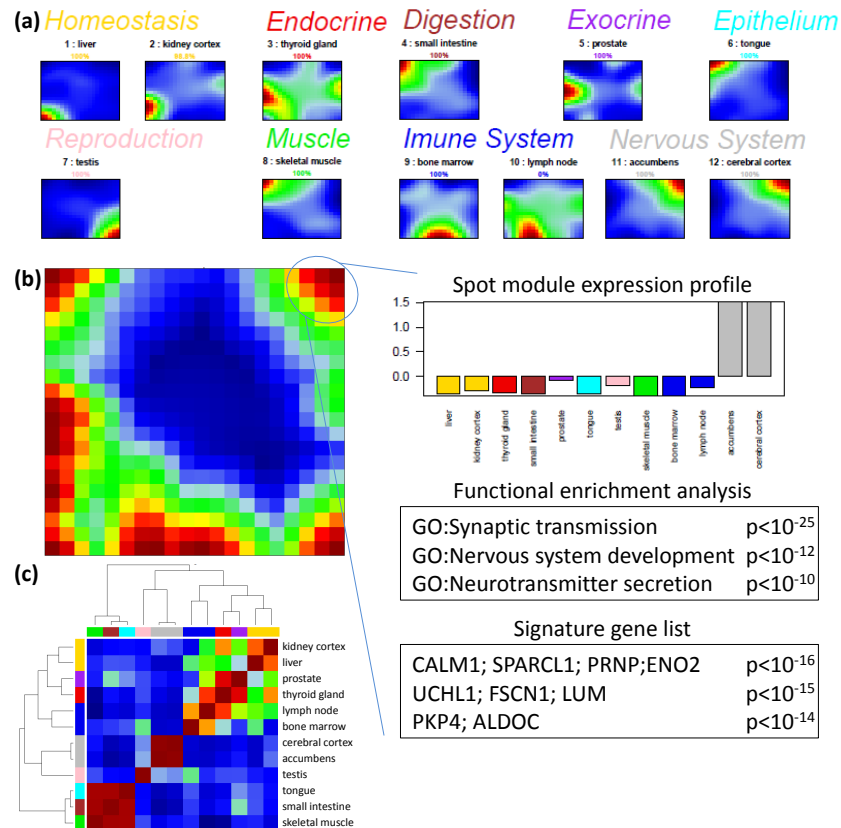 (a) Homeostasis Endocrine Digestion Exocrine Epithelium
1 : liver 2 : kidney cortex 3 : thyroid gland 4 : small intestine 5 : prostate 6 : tongue
100% 100% 100% 100% 100%
Reproduction Muscle Imune System Nervous System
7 : testis 8 : skeletal muscle 9 : bone marrow 10 : lymph node 11 : accumbens 12 : cerebral cortex
100% 100% 100% 0% 100% 100%
(b)
Spot module expression profile
1.5
1.0
0.5
0.0
liver
kidney cortex
thyroid gland
small intestine
prostate
tongue
testis
skeletal muscle
bone marrow
lymph node
accumbens
cerebral cortex
Functional enrichment analysis
GO:Synaptic transmission p<10-25
GO:Nervous system development p<10-12
GO:Neurotransmitter secretion p<10-10
Signature gene list
CALM1; SPARCL1; PRNP;ENO2 p<10-16
UCHL1; FSCN1; LUM p<10-15
PKP4; ALDOC p<10-14
(c)
kidney cortex
liver
prostate
thyroid gland
lymph node
bone marrow
cerebral cortex
accumbens
testis
tongue
small intestine
skeletal muscle